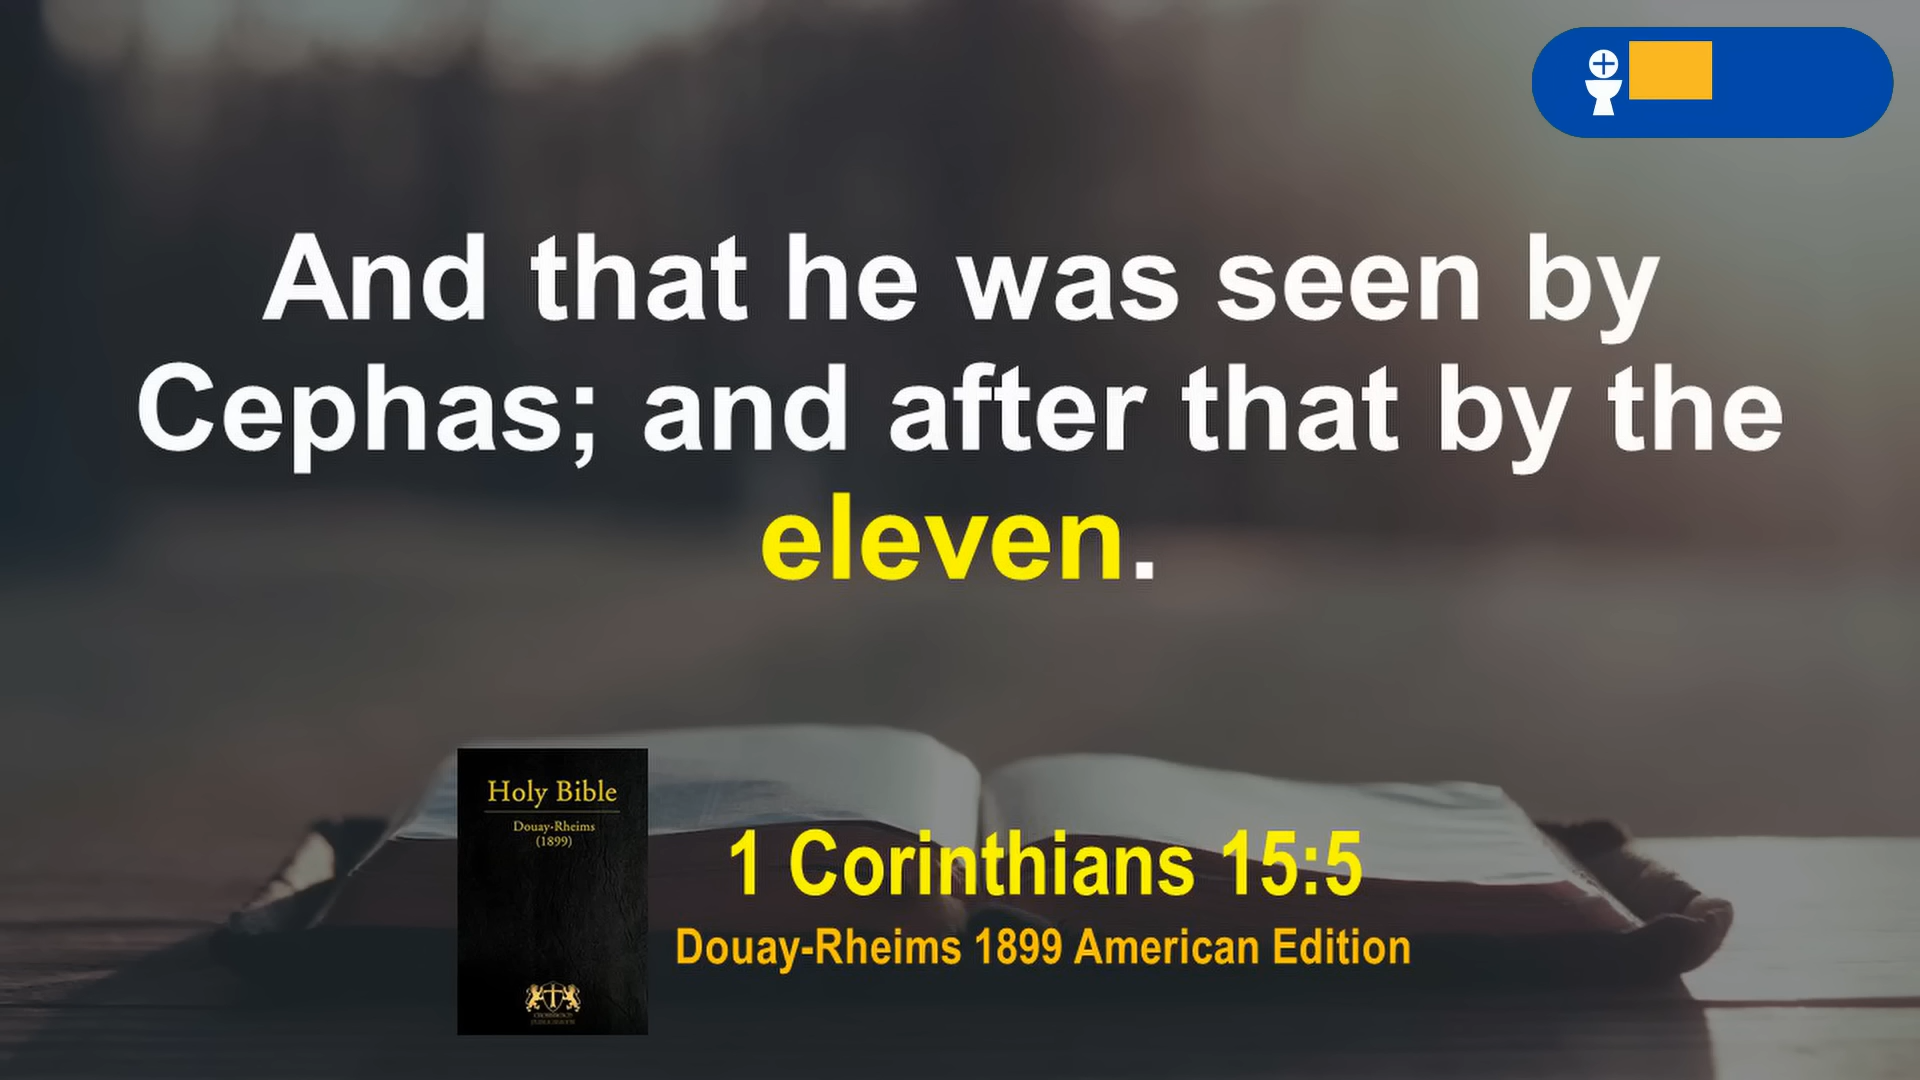 And that he was seen by
Cephas; and after that by the
eleven.
Holy Bible
Douay-Rheims
(1899)
1 Corinthians 15:5
Douay-Rheims 1899 American Edition